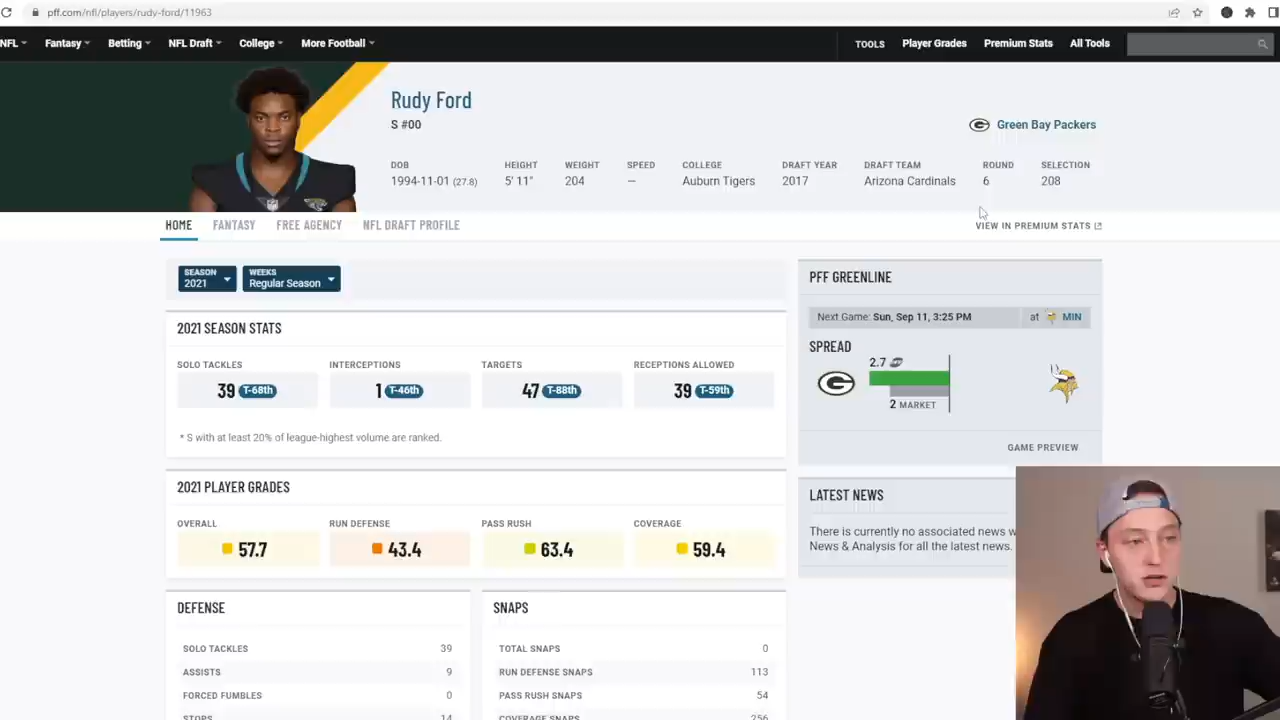 pff.com/nfl/players/rudy-ford/11963
NFL Fantasy Betting NFL Draft College More Football TOOLS Player Grades Premium Stats All Tools
Rudy Ford
S #00
Green Bay Packers
DOB HEIGHT WEIGHT SPEED COLLEGE DRAFT YEAR DRAFT TEAM ROUND SELECTION
1994-11-01 (27.8) 5' 11" 204 — Auburn Tigers 2017 Arizona Cardinals 6 208
HOME FANTASY FREE AGENCY NFL DRAFT PROFILE VIEW IN PREMIUM STATS
SEASON WEEKS
2021 Regular Season
2021 SEASON STATS
SOLO TACKLES INTERCEPTIONS TARGETS RECEPTIONS ALLOWED
39 T-68th 1 T-46th 47 T-88th 39 T-59th
* S with at least 20% of league-highest volume are ranked.
2021 PLAYER GRADES
OVERALL RUN DEFENSE PASS RUSH COVERAGE
57.7 43.4 63.4 59.4
DEFENSE
SOLO TACKLES 39
ASSISTS 9
FORCED FUMBLES 0
STOPS 14
SNAPS
TOTAL SNAPS 0
RUN DEFENSE SNAPS 113
PASS RUSH SNAPS 54
COVERAGE SNAPS 256
PFF GREENLINE
Next Game: Sun, Sep 11, 3:25 PM at MIN
SPREAD
2.7
2 MARKET
GAME PREVIEW
LATEST NEWS
There is currently no associated news w
News & Analysis for all the latest news.